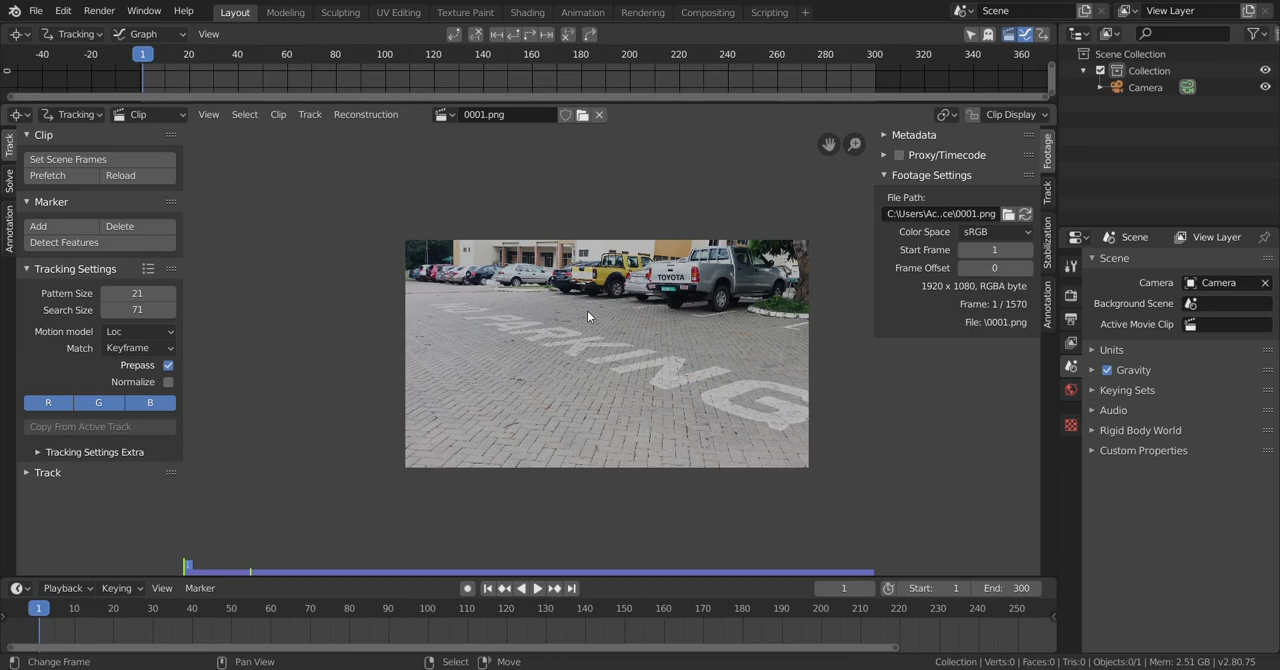 File Edit Render Window Help Layout Modeling Sculpting UV Editing Texture Paint Shading Animation Rendering Compositing Scripting + Scene View Layer
Tracking Graph View
-40 -20 1 20 40 60 80 100 120 140 160 180 200 220 240 260 280 300 320 340 360
0
Scene Collection
Collection
Camera
Tracking Clip View Select Clip Track Reconstruction 0001.png Clip Display
Track
Solve
Annotation
Clip
Set Scene Frames
Prefetch Reload
Marker
Add Delete
Detect Features
Tracking Settings
Pattern Size 21
Search Size 71
Motion model Loc
Match Keyframe
Prepass
Normalize
R G B
Copy From Active Track
Tracking Settings Extra
Track
TOYOTA
PARKING
Metadata
Proxy/Timecode
Footage Settings
File Path:
C:\Users\Ac..ce\0001.png
Color Space sRGB
Start Frame 1
Frame Offset 0
1920 x 1080, RGBA byte
Frame: 1 / 1570
File: \0001.png
Footage
Track
Stabilization
Annotation
Scene View Layer
Scene
Camera Camera
Background Scene
Active Movie Clip
Units
Gravity
Keying Sets
Audio
Rigid Body World
Custom Properties
1
Playback Keying View Marker 1 Start: 1 End: 300
1 10 20 30 40 50 60 70 80 90 100 110 120 130 140 150 160 170 180 190 200 210 220 230 240 250
Change Frame Pan View Select Move Collection | Verts:0 | Faces:0 | Tris:0 | Objects:0/1 | Mem: 2.51 GB | v2.80.75